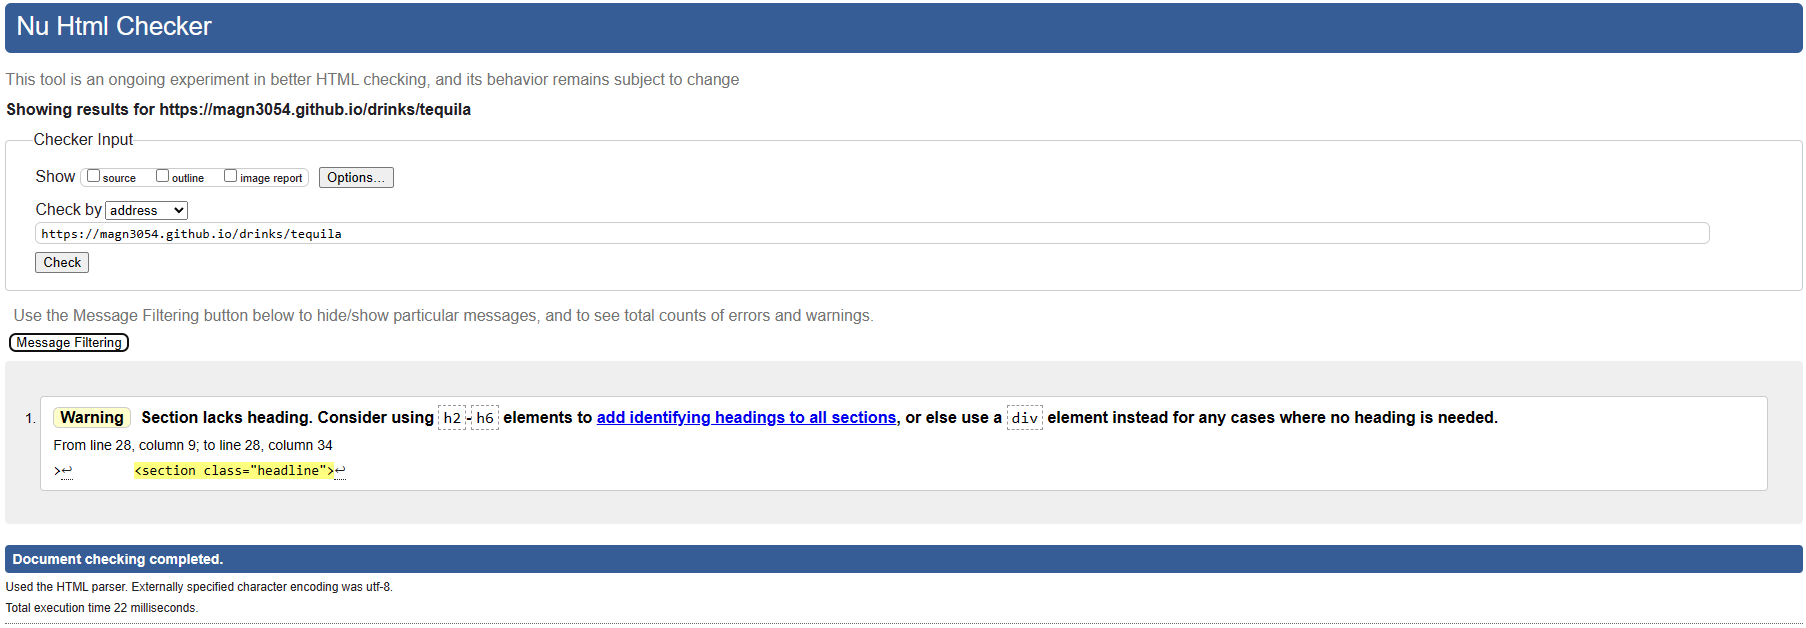 Nu Html Checker
This tool is an ongoing experiment in better HTML checking, and its behavior remains subject to change
Showing results for https://magn3054.github.io/drinks/tequila
Checker Input
Show source outline image report Options...
Check by address
https://magn3054.github.io/drinks/tequila
Check
Use the Message Filtering button below to hide/show particular messages, and to see total counts of errors and warnings.
Message Filtering
1. Warning Section lacks heading. Consider using h2-h6 elements to add identifying headings to all sections, or else use a div element instead for any cases where no heading is needed.
From line 28, column 9; to line 28, column 34
>↩ <section class="headline">↩
Document checking completed.
Used the HTML parser. Externally specified character encoding was utf-8.
Total execution time 22 milliseconds.